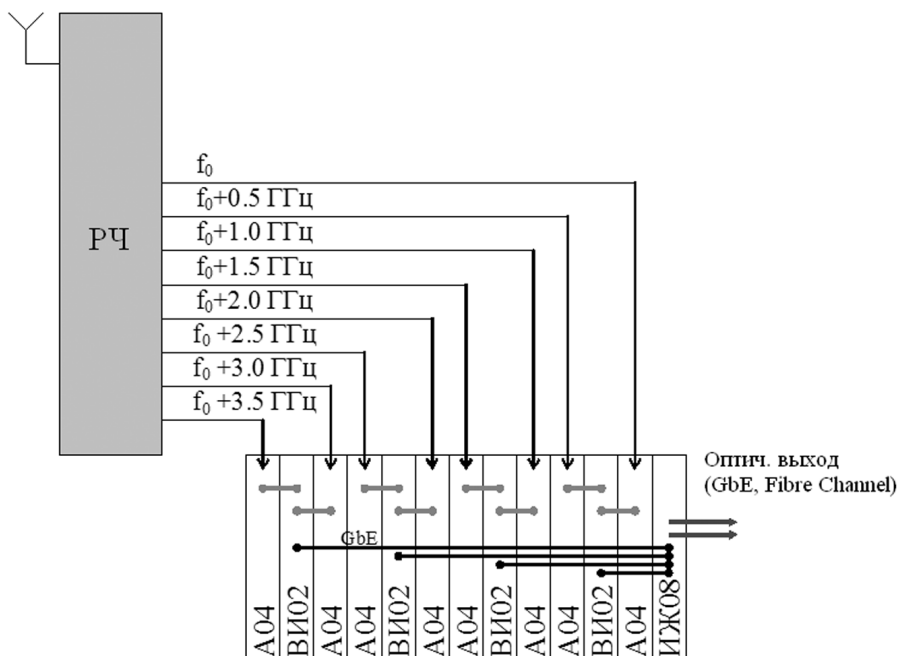 f₀
f₀+0.5 ГГц
f₀+1.0 ГГц
РЧ
f₀+1.5 ГГц
f₀+2.0 ГГц
f₀ +2.5 ГГц
f₀ +3.0 ГГц
f₀ +3.5 ГГц
Оптич. выход
(GbE, Fibre Channel)
GbE
А04
ВИ02
А04
А04
ВИ02
А04
А04
ВИ02
А04
А04
ВИ02
А04
ИЖ08